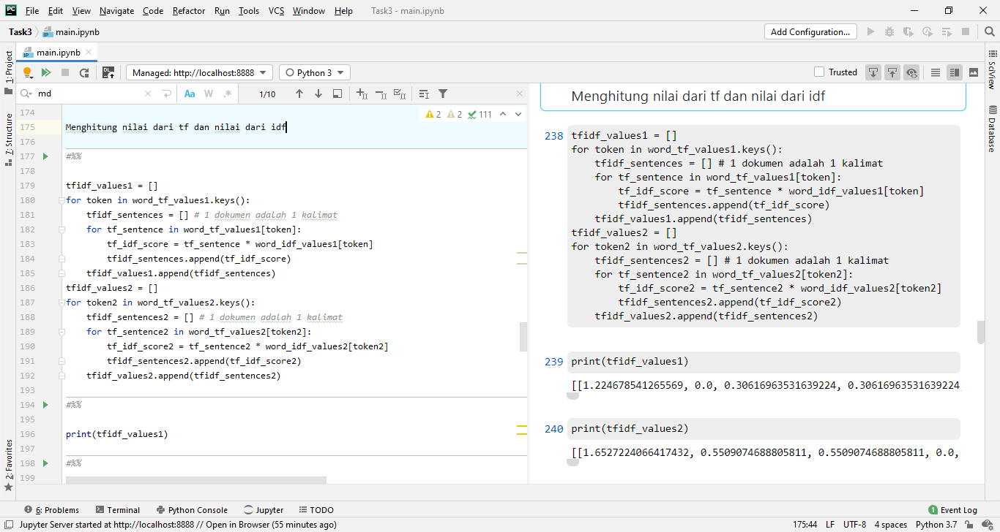 File Edit View Navigate Code Refactor Run Tools VCS Window Help Task3 - main.ipynb
Task3 main.ipynb Add Configuration...
main.ipynb
Managed: http://localhost:8888 Python 3 Trusted
md Aa W .* 1/10
1: Project
7: Structure
2: Favorites
174
175 Menghitung nilai dari tf dan nilai dari idf
176
177 #%%
178
179 tfidf_values1 = []
180 for token in word_tf_values1.keys():
181 tfidf_sentences = [] # 1 dokumen adalah 1 kalimat
182 for tf_sentence in word_tf_values1[token]:
183 tf_idf_score = tf_sentence * word_idf_values1[token]
184 tfidf_sentences.append(tf_idf_score)
185 tfidf_values1.append(tfidf_sentences)
186 tfidf_values2 = []
187 for token2 in word_tf_values2.keys():
188 tfidf_sentences2 = [] # 1 dokumen adalah 1 kalimat
189 for tf_sentence2 in word_tf_values2[token2]:
190 tf_idf_score2 = tf_sentence2 * word_idf_values2[token2]
191 tfidf_sentences2.append(tf_idf_score2)
192 tfidf_values2.append(tfidf_sentences2)
193
194 #%%
195
196 print(tfidf_values1)
197
198 #%%
199
2 2 111
Menghitung nilai dari tf dan nilai dari idf
238 tfidf_values1 = []
for token in word_tf_values1.keys():
tfidf_sentences = [] # 1 dokumen adalah 1 kalimat
for tf_sentence in word_tf_values1[token]:
tf_idf_score = tf_sentence * word_idf_values1[token]
tfidf_sentences.append(tf_idf_score)
tfidf_values1.append(tfidf_sentences)
tfidf_values2 = []
for token2 in word_tf_values2.keys():
tfidf_sentences2 = [] # 1 dokumen adalah 1 kalimat
for tf_sentence2 in word_tf_values2[token2]:
tf_idf_score2 = tf_sentence2 * word_idf_values2[token2]
tfidf_sentences2.append(tf_idf_score2)
tfidf_values2.append(tfidf_sentences2)
239 print(tfidf_values1)
[[1.224678541265569, 0.0, 0.30616963531639224, 0.30616963531639224,
240 print(tfidf_values2)
[[1.6527224066417432, 0.5509074688805811, 0.5509074688805811, 0.0,
SciView
Database
6: Problems Terminal Python Console Jupyter TODO 1 Event Log
Jupyter Server started at http://localhost:8888 // Open in Browser (55 minutes ago) 175:44 LF UTF-8 4 spaces Python 3.7